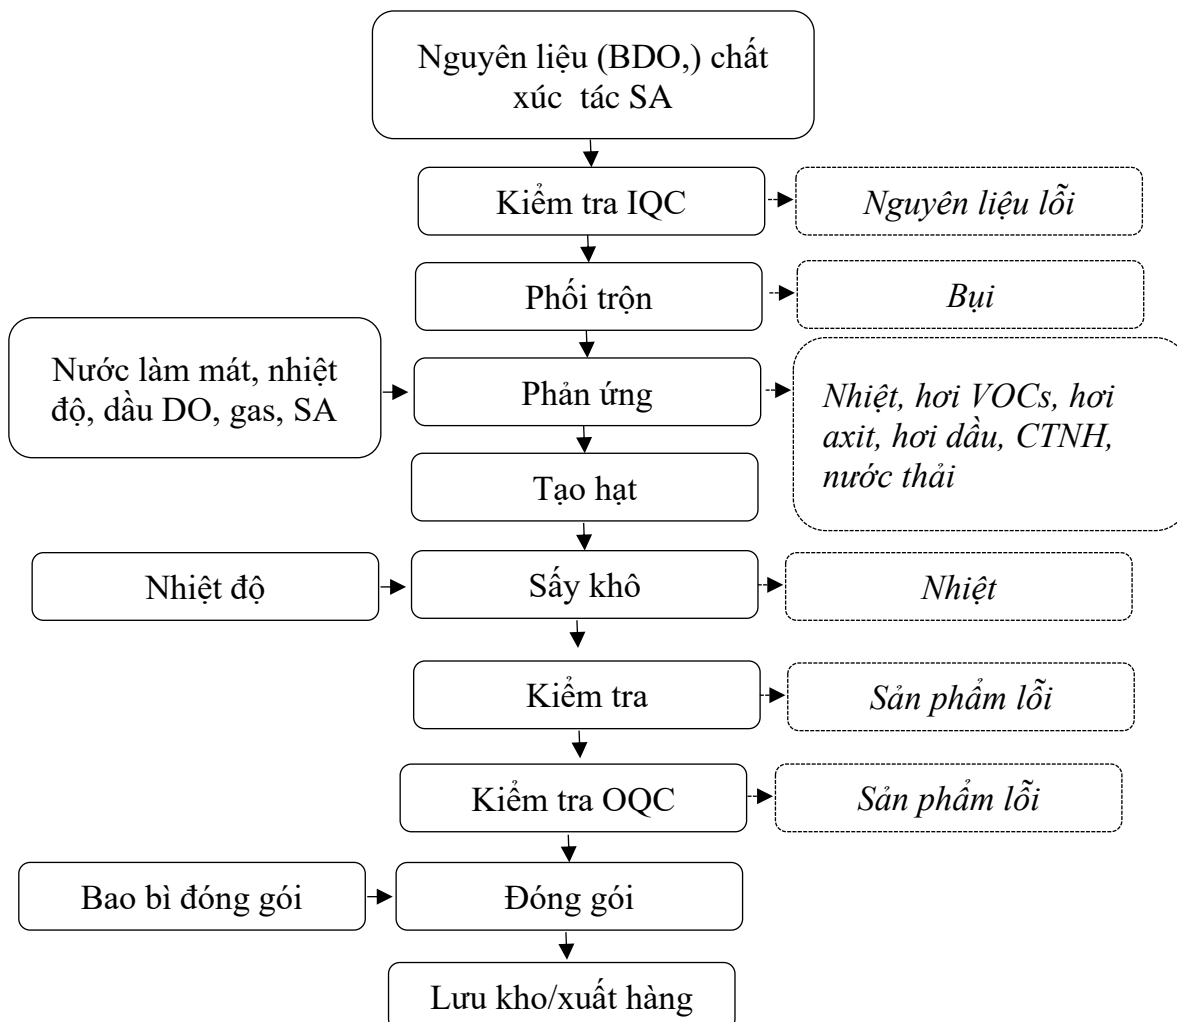 Nguyên liệu (BDO,) chất
xúc tác SA
Kiểm tra IQC
Nguyên liệu lỗi
Phối trộn
Bụi
Nước làm mát, nhiệt
độ, dầu DO, gas, SA
Phản ứng
Nhiệt, hơi VOCs, hơi
axit, hơi dầu, CTNH,
nước thải
Tạo hạt
Nhiệt độ
Sấy khô
Nhiệt
Kiểm tra
Sản phẩm lỗi
Kiểm tra OQC
Sản phẩm lỗi
Bao bì đóng gói
Đóng gói
Lưu kho/xuất hàng